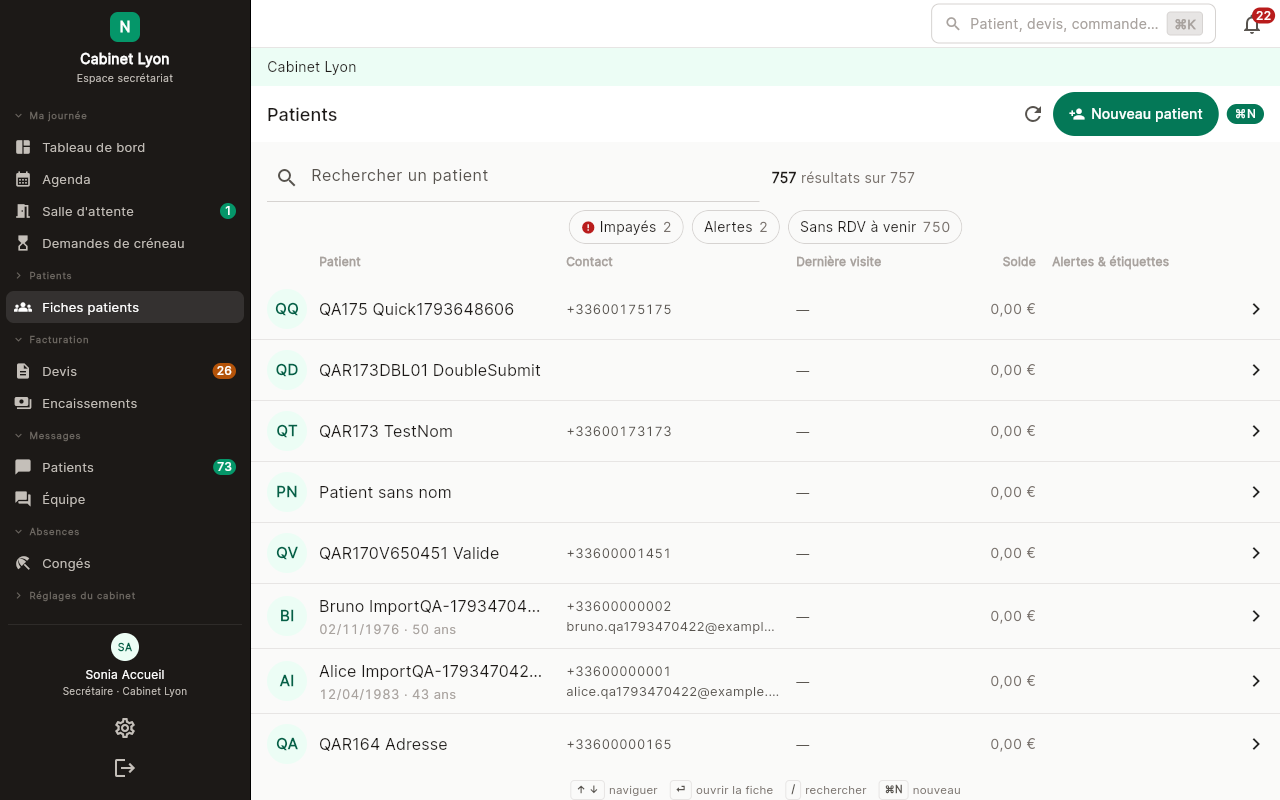 N
Cabinet Lyon
Espace secrétariat
Ma journée
Tableau de bord
Agenda
Salle d'attente 1
Demandes de créneau
Patients
Fiches patients
Facturation
Devis 26
Encaissements
Messages
Patients 73
Équipe
Absences
Congés
Réglages du cabinet
SA
Sonia Accueil
Secrétaire · Cabinet Lyon
Patient, devis, commande... ⌘K
22
Cabinet Lyon
Patients
Nouveau patient ⌘N
Rechercher un patient
757 résultats sur 757
Impayés 2 Alertes 2 Sans RDV à venir 750
Patient Contact Dernière visite Solde Alertes & étiquettes
QQ QA175 Quick1793648606 +33600175175 — 0,00 €
QD QAR173DBL01 DoubleSubmit — 0,00 €
QT QAR173 TestNom +33600173173 — 0,00 €
PN Patient sans nom — 0,00 €
QV QAR170V650451 Valide +33600001451 — 0,00 €
BI Bruno ImportQA-17934704... +33600000002 — 0,00 €
02/11/1976 · 50 ans bruno.qa1793470422@exampl...
AI Alice ImportQA-179347042... +33600000001 — 0,00 €
12/04/1983 · 43 ans alice.qa1793470422@example....
QA QAR164 Adresse +33600000165 — 0,00 €
↑ ↓ naviguer ⏎ ouvrir la fiche / rechercher ⌘N nouveau